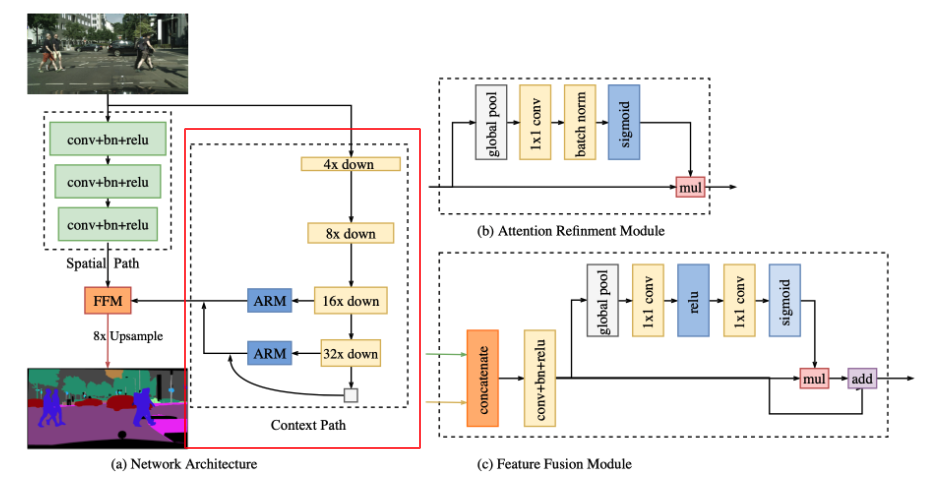 conv+bn+relu
conv+bn+relu
conv+bn+relu
Spatial Path
FFM
8x Upsample
4x down
8x down
ARM
16x down
ARM
32x down
Context Path
(a) Network Architecture
global pool
1x1 conv
batch norm
sigmoid
mul
(b) Attention Refinment Module
concatenate
conv+bn+relu
global pool
1x1 conv
relu
1x1 conv
sigmoid
mul
add
(c) Feature Fusion Module